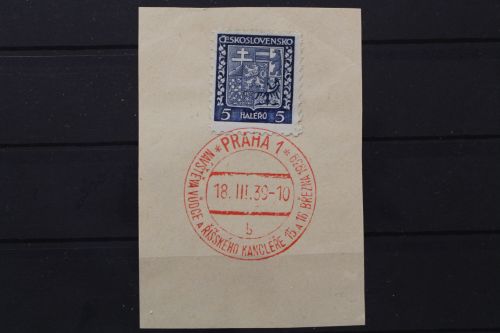 ČESKOSLOVENSKO
5 HALÉŘŮ 5
* PRAHA 1 *
18. III. 39-10
b
NÁVŠTĚVA VŮDCE A ŘÍŠSKÉHO KANCLÉŘE 15. A 16. BŘEZNA 1939